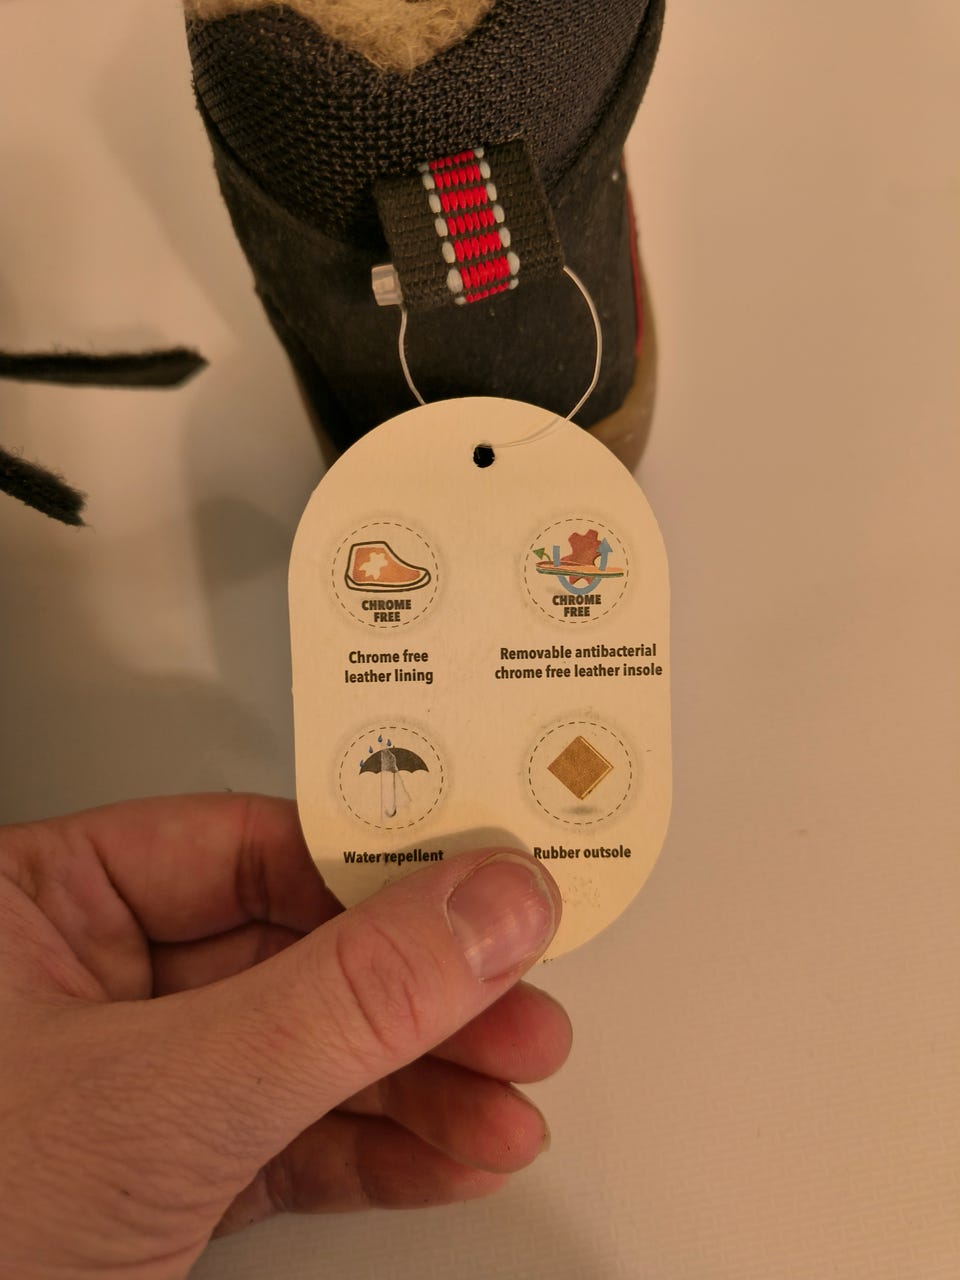 CHROME
FREE
Chrome free
leather lining
CHROME
FREE
Removable antibacterial
chrome free leather insole
Water repellent
Rubber outsole